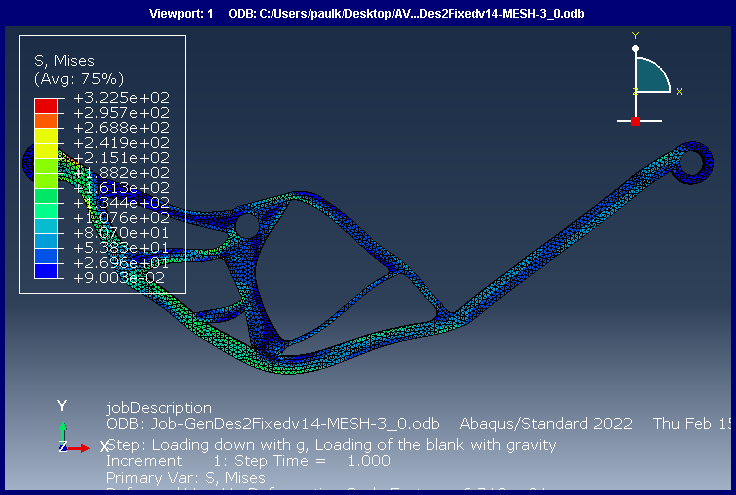 Viewport: 1 ODB: C:/Users/paulk/Desktop/AV...Des2Fixedv14-MESH-3_0.odb
S, Mises
(Avg: 75%)
+3.225e+02
+2.957e+02
+2.688e+02
+2.419e+02
+2.151e+02
+1.882e+02
+1.613e+02
+1.344e+02
+1.076e+02
+8.070e+01
+5.383e+01
+2.696e+01
+9.003e-02
Y
Z X
Y
Z X
jobDescription
ODB: Job-GenDes2Fixedv14-MESH-3_0.odb Abaqus/Standard 2022 Thu Feb 15
Step: Loading down with g, Loading of the blank with gravity
Increment 1: Step Time = 1.000
Primary Var: S, Mises